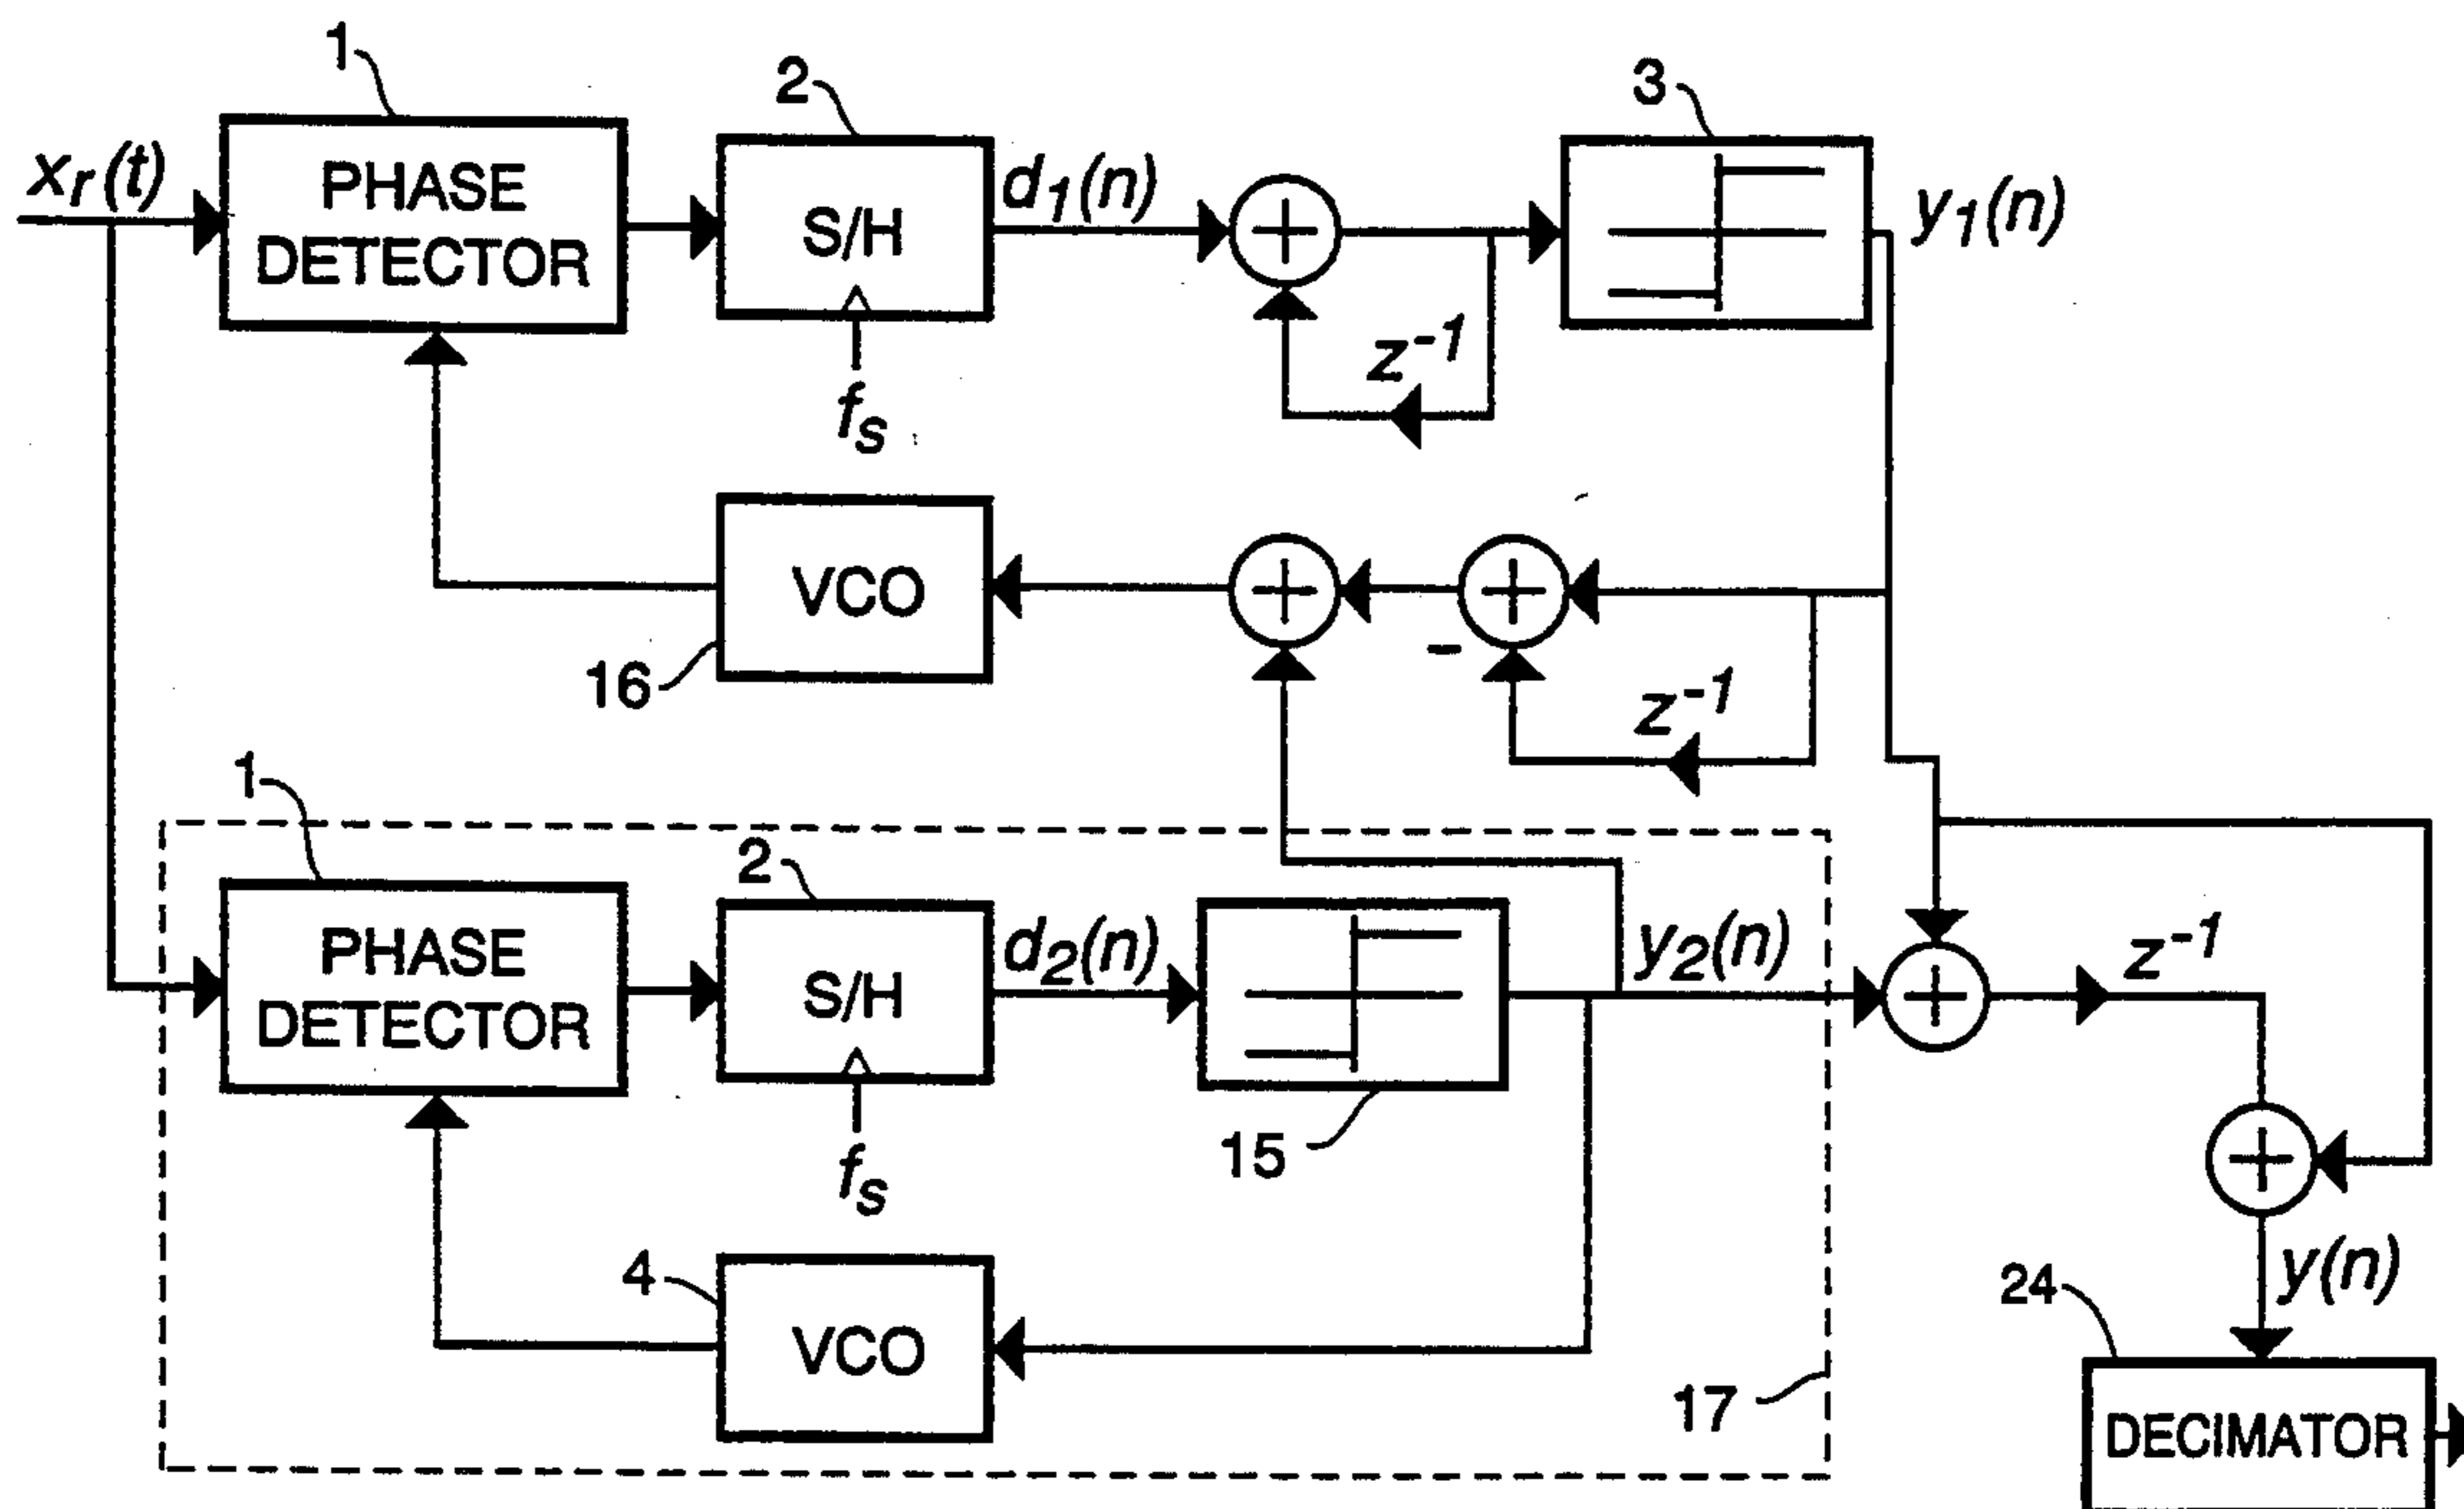 1
2
3
x_r(t)
PHASE
DETECTOR
S/H
d_1(n)
+
y_1(n)
z^{-1}
f_s
VCO
+
+
-
16
z^{-1}
1
2
PHASE
DETECTOR
S/H
d_2(n)
y_2(n)
+
z^{-1}
f_s
15
+
4
VCO
17
y(n)
24
DECIMATOR